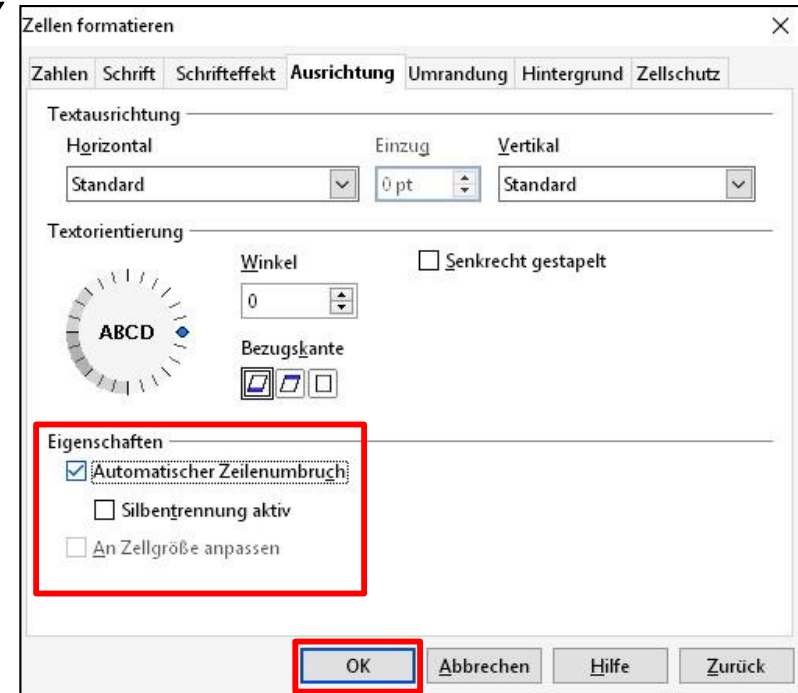 Zellen formatieren
Zahlen Schrift Schrifteffekt Ausrichtung Umrandung Hintergrund Zellschutz
Textausrichtung
Horizontal Einzug Vertikal
Standard 0 pt Standard
Textorientierung
Winkel Senkrecht gestapelt
0
ABCD
Bezugskante
Eigenschaften
Automatischer Zeilenumbruch
Silbentrennung aktiv
An Zellgröße anpassen
OK Abbrechen Hilfe Zurück